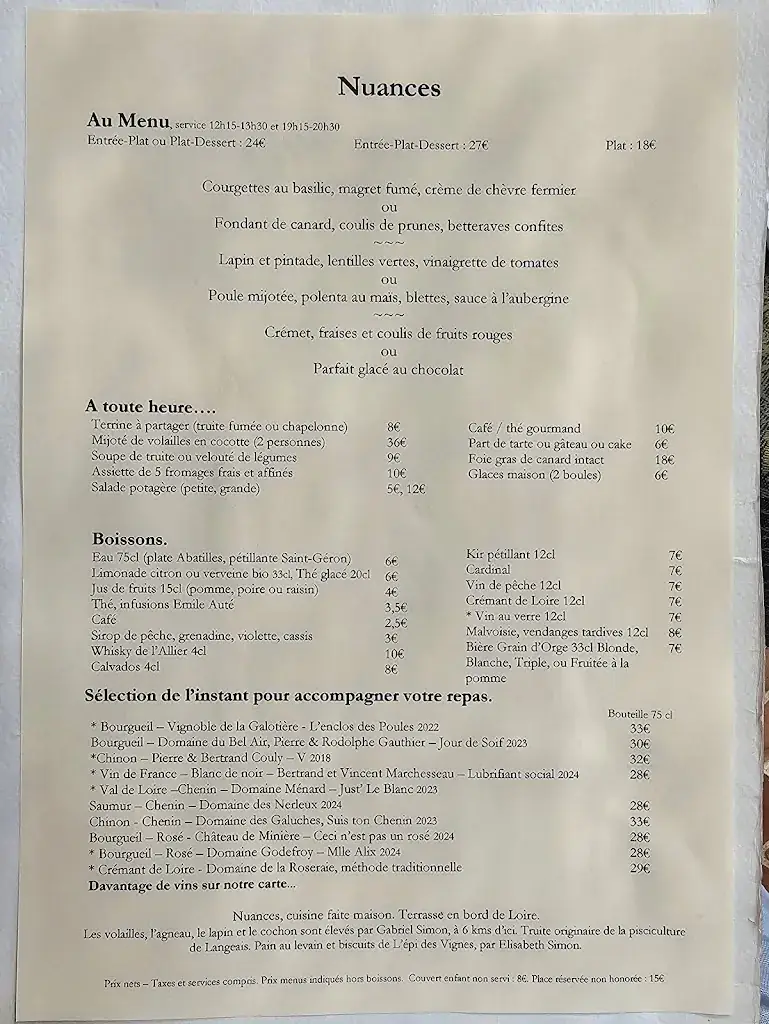 Nuances
Au Menu, service 12h15-13h30 et 19h15-20h30
Entrée-Plat ou Plat-Dessert : 24€ Entrée-Plat-Dessert : 27€ Plat : 18€
Courgettes au basilic, magret fumé, crème de chèvre fermier
ou
Fondant de canard, coulis de prunes, betteraves confites
~~~
Lapin et pintade, lentilles vertes, vinaigrette de tomates
ou
Poule mijotée, polenta au maïs, blettes, sauce à l'aubergine
~~~
Crémet, fraises et coulis de fruits rouges
ou
Parfait glacé au chocolat
A toute heure….
Terrine à partager (truite fumée ou chapelonne) 8€
Mijoté de volailles en cocotte (2 personnes) 36€
Soupe de truite ou velouté de légumes 9€
Assiette de 5 fromages frais et affinés 10€
Salade potagère (petite, grande) 5€, 12€
Café / thé gourmand 10€
Part de tarte ou gâteau ou cake 6€
Foie gras de canard intact 18€
Glaces maison (2 boules) 6€
Boissons.
Eau 75cl (plate Abatilles, pétillante Saint-Géron) 6€
Limonade citron ou verveine bio 33cl, Thé glacé 20cl 6€
Jus de fruits 15cl (pomme, poire ou raisin) 4€
Thé, infusions Emile Auté 3,5€
Café 2,5€
Sirop de pêche, grenadine, violette, cassis 3€
Whisky de l'Allier 4cl 10€
Calvados 4cl 8€
Kir pétillant 12cl 7€
Cardinal 7€
Vin de pêche 12cl 7€
Crémant de Loire 12cl 7€
* Vin au verre 12cl 7€
Malvoisie, vendanges tardives 12cl 8€
Bière Grain d'Orge 33cl Blonde, 7€
Blanche, Triple, ou Fruitée à la
pomme
Sélection de l'instant pour accompagner votre repas.
Bouteille 75 cl
* Bourgueil – Vignoble de la Galotière - L'enclos des Poules 2022 33€
Bourgueil – Domaine du Bel Air, Pierre & Rodolphe Gauthier – Jour de Soif 2023 30€
*Chinon – Pierre & Bertrand Couly – V 2018 32€
* Vin de France – Blanc de noir – Bertrand et Vincent Marchesseau – Lubrifiant social 2024 28€
* Val de Loire –Chenin – Domaine Ménard – Just' Le Blanc 2023
Saumur – Chenin – Domaine des Nerleux 2024 28€
Chinon - Chenin – Domaine des Galuches, Suis ton Chenin 2023 33€
Bourgueil – Rosé - Château de Minière – Ceci n'est pas un rosé 2024 28€
* Bourgueil – Rosé – Domaine Godefroy – Mlle Alix 2024 28€
* Crémant de Loire - Domaine de la Roseraie, méthode traditionnelle 29€
Davantage de vins sur notre carte...
Nuances, cuisine faite maison. Terrasse en bord de Loire.
Les volailles, l'agneau, le lapin et le cochon sont élevés par Gabriel Simon, à 6 kms d'ici. Truite originaire de la pisciculture
de Langeais. Pain au levain et biscuits de L'épi des Vignes, par Elisabeth Simon.
Prix nets – Taxes et services compris. Prix menus indiqués hors boissons. Couvert enfant non servi : 8€. Place réservée non honorée : 15€